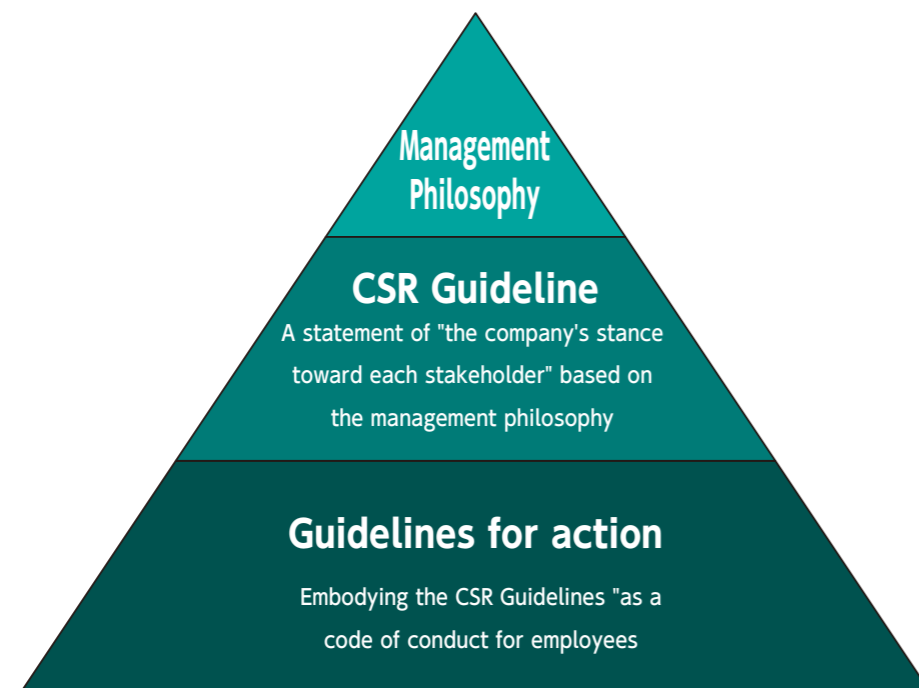 Management
Philosophy
CSR Guideline
A statement of "the company's stance
toward each stakeholder" based on
the management philosophy
Guidelines for action
Embodying the CSR Guidelines "as a
code of conduct for employees